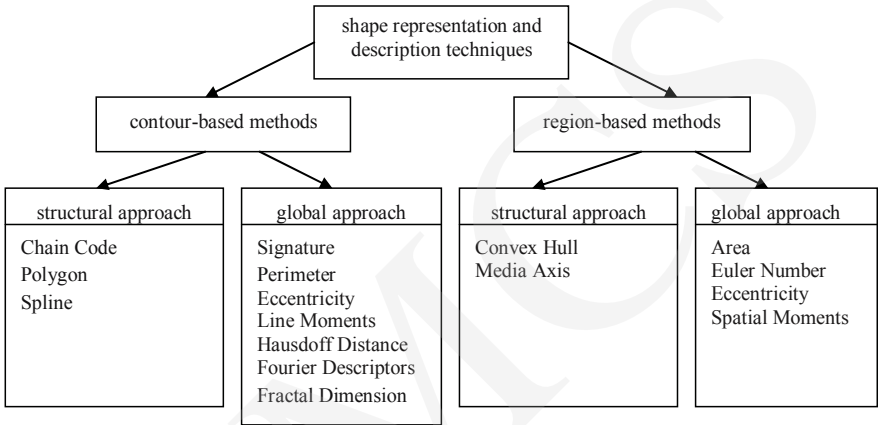 shape representation and
description techniques
contour-based methods
region-based methods
structural approach
Chain Code
Polygon
Spline
global approach
Signature
Perimeter
Eccentricity
Line Moments
Hausdoff Distance
Fourier Descriptors
Fractal Dimension
structural approach
Convex Hull
Media Axis
global approach
Area
Euler Number
Eccentricity
Spatial Moments